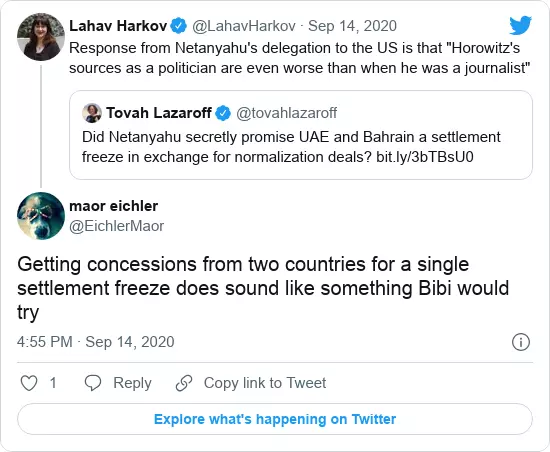 Lahav Harkov @LahavHarkov · Sep 14, 2020
Response from Netanyahu's delegation to the US is that "Horowitz's
sources as a politician are even worse than when he was a journalist"
Tovah Lazaroff @tovahlazaroff
Did Netanyahu secretly promise UAE and Bahrain a settlement
freeze in exchange for normalization deals? bit.ly/3bTBsU0
maor eichler
@EichlerMaor
Getting concessions from two countries for a single
settlement freeze does sound like something Bibi would
try
4:55 PM · Sep 14, 2020
1 Reply Copy link to Tweet
Explore what's happening on Twitter